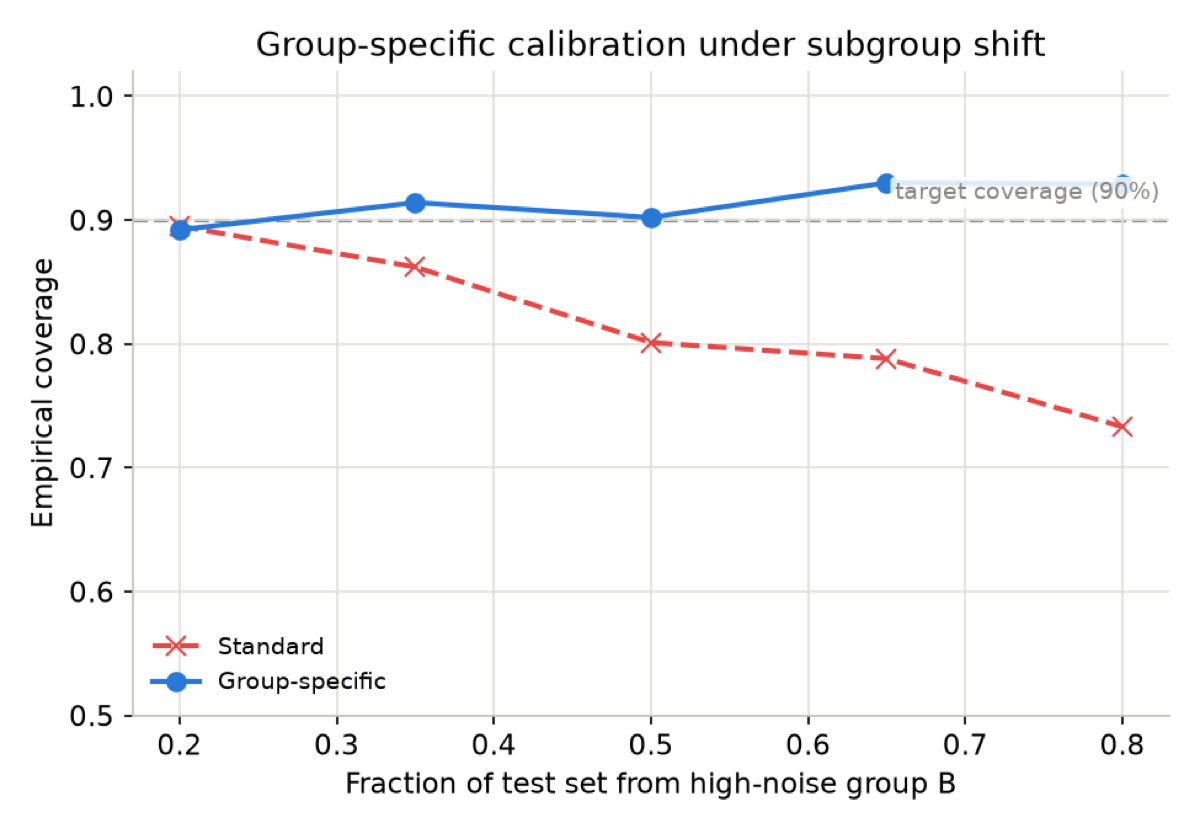 Group-specific calibration under subgroup shift
1.0
0.9
0.8
0.7
0.6
0.5
Empirical coverage
target coverage (90%)
Standard
Group-specific
0.2 0.3 0.4 0.5 0.6 0.7 0.8
Fraction of test set from high-noise group B